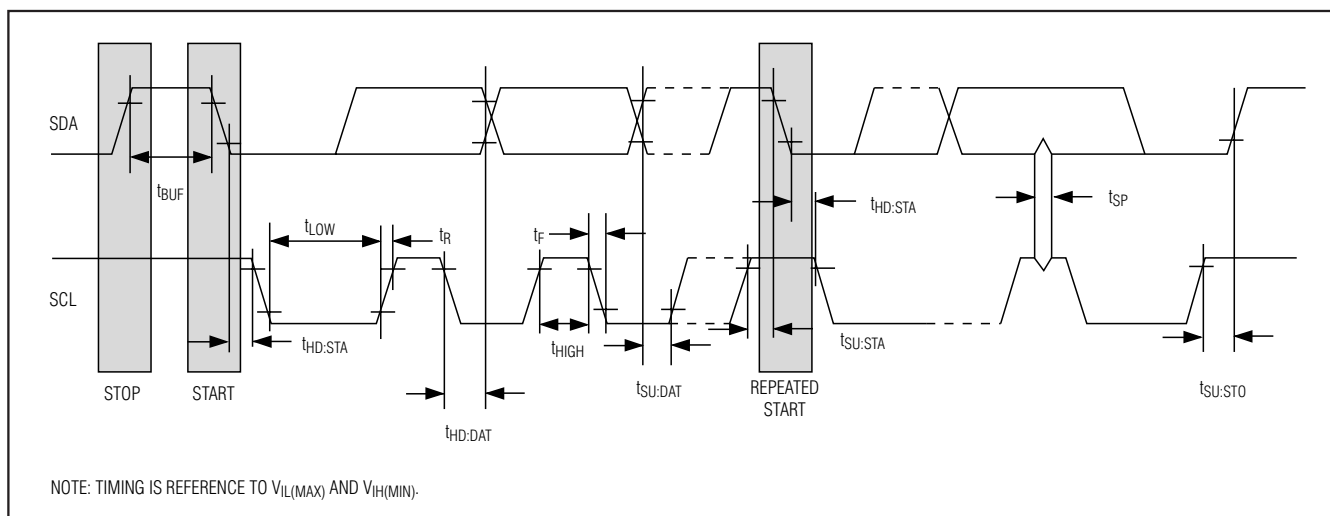 SDA
tBUF
tLOW
tR
tF
tHD:STA
tSP
SCL
tHD:STA
tHIGH
tSU:STA
tSU:DAT
STOP
START
REPEATED
START
tSU:STO
tHD:DAT
NOTE: TIMING IS REFERENCE TO VIL(MAX) AND VIH(MIN).